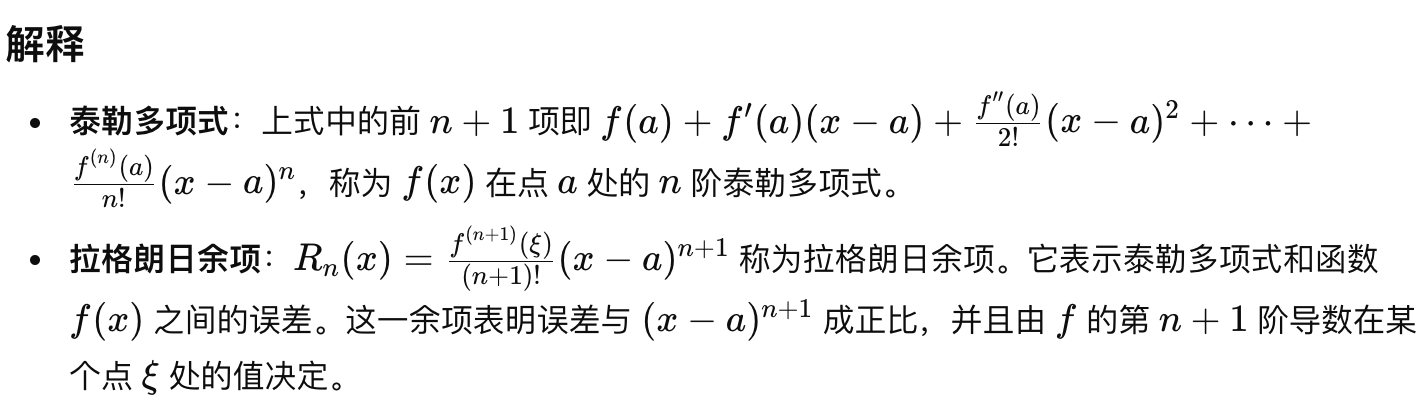 解释
• 泰勒多项式：上式中的前 n + 1 项即 f(a) + f′(a)(x − a) + \frac{f''(a)}{2!}(x − a)^2 + ⋯ +
\frac{f^{(n)}(a)}{n!}(x − a)^n，称为 f(x) 在点 a 处的 n 阶泰勒多项式。
• 拉格朗日余项：R_n(x) = \frac{f^{(n+1)}(ξ)}{(n+1)!}(x − a)^{n+1} 称为拉格朗日余项。它表示泰勒多项式和函数
f(x) 之间的误差。这一余项表明误差与 (x − a)^{n+1} 成正比，并且由 f 的第 n + 1 阶导数在某
个点 ξ 处的值决定。